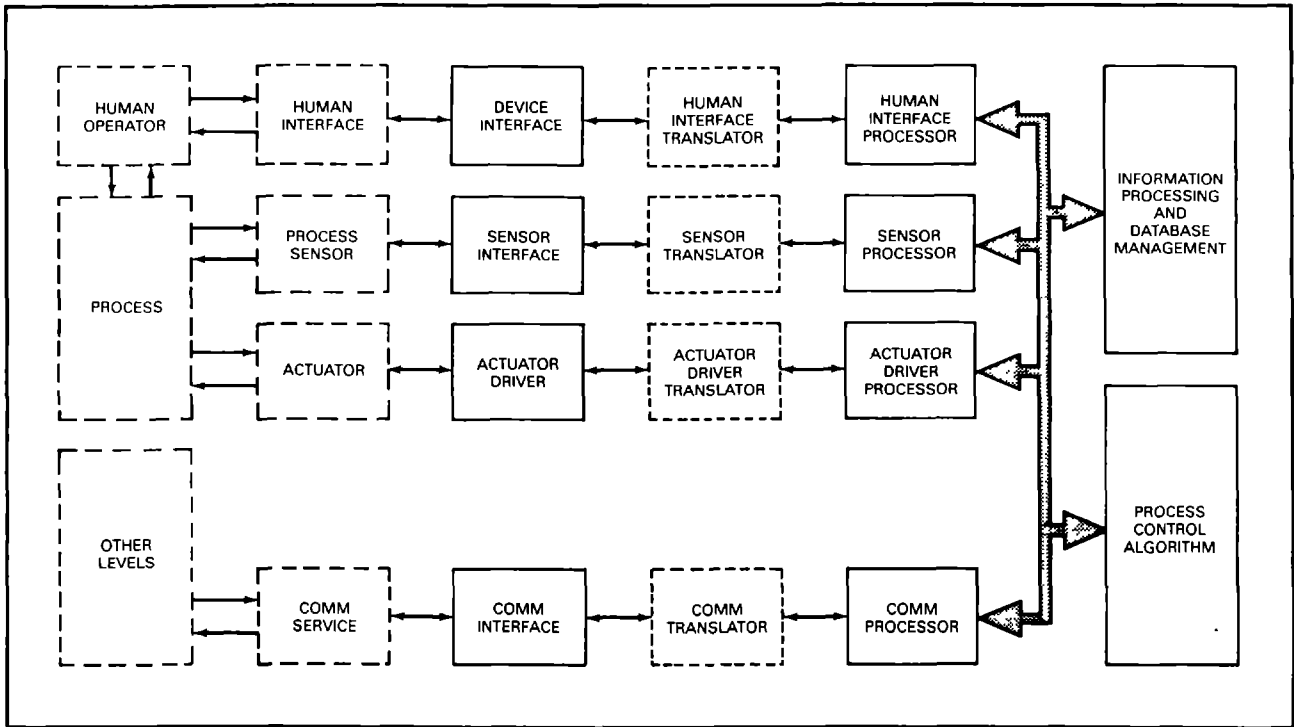 HUMAN
OPERATOR
HUMAN
INTERFACE
DEVICE
INTERFACE
HUMAN
INTERFACE
TRANSLATOR
HUMAN
INTERFACE
PROCESSOR
INFORMATION
PROCESSING
AND
DATABASE
MANAGEMENT
PROCESS
PROCESS
SENSOR
SENSOR
INTERFACE
SENSOR
TRANSLATOR
SENSOR
PROCESSOR
ACTUATOR
ACTUATOR
DRIVER
ACTUATOR
DRIVER
TRANSLATOR
ACTUATOR
DRIVER
PROCESSOR
PROCESS
CONTROL
ALGORITHM
OTHER
LEVELS
COMM
SERVICE
COMM
INTERFACE
COMM
TRANSLATOR
COMM
PROCESSOR